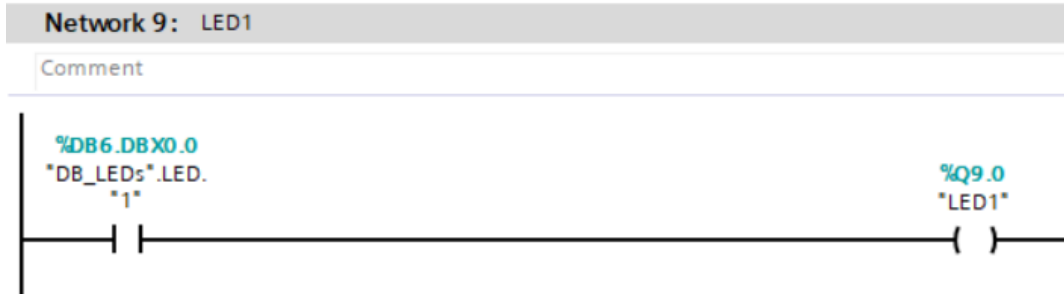 Network 9: LED1
Comment
%DB6.DBX0.0
"DB_LEDs".LED.
"1"
%Q9.0
"LED1"